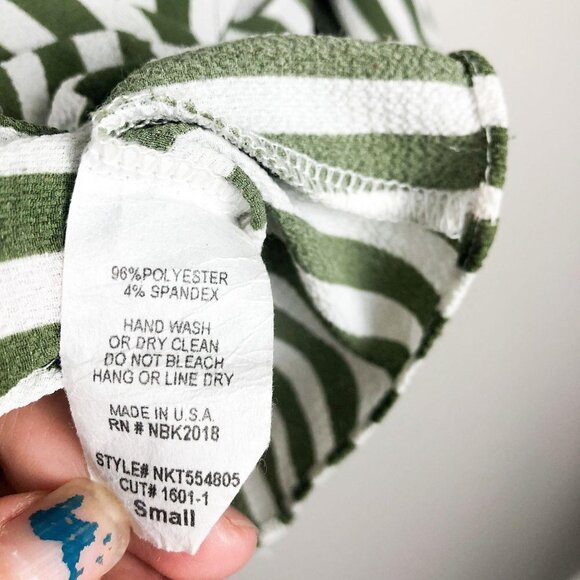 96%POLYESTER
4% SPANDEX
HAND WASH
OR DRY CLEAN
DO NOT BLEACH
HANG OR LINE DRY
MADE IN U.S.A.
RN # NBK2018
STYLE# NKT554805
CUT# 1601-1
Small